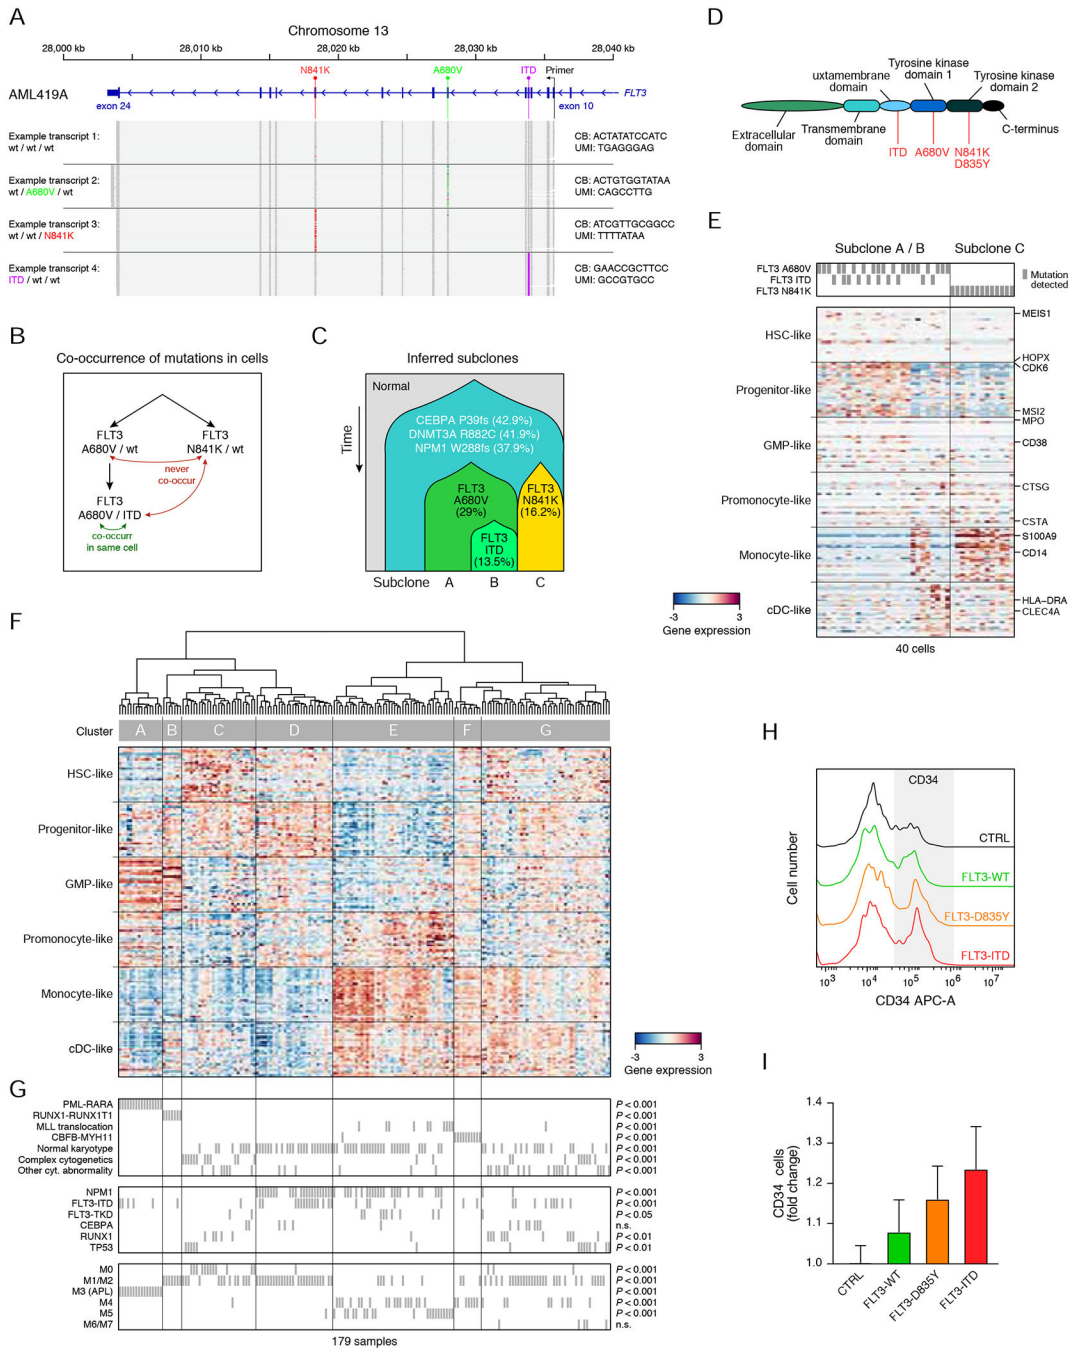 A
Chromosome 13
28,000 kb
28,010 kb
28,020 kb
28,030 kb
28,040 kb
N841K
A680V
ITD
Primer
AML419A
FLT3
exon 24
exon 10
Example transcript 1:
wt / wt / wt
CB: ACTATATCCATC
UMI: TGAGGGAG
Example transcript 2:
wt / A680V / wt
CB: ACTGTGGTATAA
UMI: CAGCCTTG
Example transcript 3:
wt / wt / N841K
CB: ATCGTTGCGGCC
UMI: TTTTATAA
Example transcript 4:
ITD / wt / wt
CB: GAACCGCTTCC
UMI: GCCGTGCC
B
Co-occurrence of mutations in cells
FLT3
A680V / wt
FLT3
N841K / wt
never
co-occur
FLT3
A680V / ITD
co-occurr
in same cell
C
Inferred subclones
Normal
Time
CEBPA P39fs (42.9%)
DNMT3A R882C (41.9%)
NPM1 W288fs (37.9%)
FLT3
A680V
(29%)
FLT3
N841K
(16.2%)
FLT3
ITD
(13.5%)
Subclone
A
B
C
D
uxtamembrane
domain
Tyrosine kinase
domain 1
Tyrosine kinase
domain 2
Extracellular
domain
Transmembrane
domain
C-terminus
ITD
A680V
N841K
D835Y
E
Subclone A / B
Subclone C
FLT3 A680V
FLT3 ITD
FLT3 N841K
Mutation
detected
HSC-like
Progenitor-like
GMP-like
Promonocyte-like
Monocyte-like
cDC-like
MEIS1
HOPX
CDK6
MSI2
MPO
CD38
CTSG
CSTA
S100A9
CD14
HLA-DRA
CLEC4A
40 cells
-3
3
Gene expression
F
Cluster
A
B
C
D
E
F
G
HSC-like
Progenitor-like
GMP-like
Promonocyte-like
Monocyte-like
cDC-like
-3
3
Gene expression
G
PML-RARA
P < 0.001
RUNX1-RUNX1T1
P < 0.001
MLL translocation
P < 0.001
CBFB-MYH11
P < 0.001
Normal karyotype
P < 0.001
Complex cytogenetics
P < 0.001
Other cyt. abnormality
P < 0.001
NPM1
P < 0.001
FLT3-ITD
P < 0.001
FLT3-TKD
P < 0.05
CEBPA
n.s.
RUNX1
P < 0.01
TP53
P < 0.01
M0
P < 0.001
M1/M2
P < 0.001
M3 (APL)
P < 0.001
M4
P < 0.001
M5
P < 0.001
M6/M7
n.s.
179 samples
H
CD34
Cell number
CTRL
FLT3-WT
FLT3-D835Y
FLT3-ITD
10³
10⁴
10⁵
10⁶
10⁷
CD34 APC-A
I
CD34 cells
(fold change)
1.4
1.3
1.2
1.1
1.0
CTRL
FLT3-WT
FLT3-D835Y
FLT3-ITD